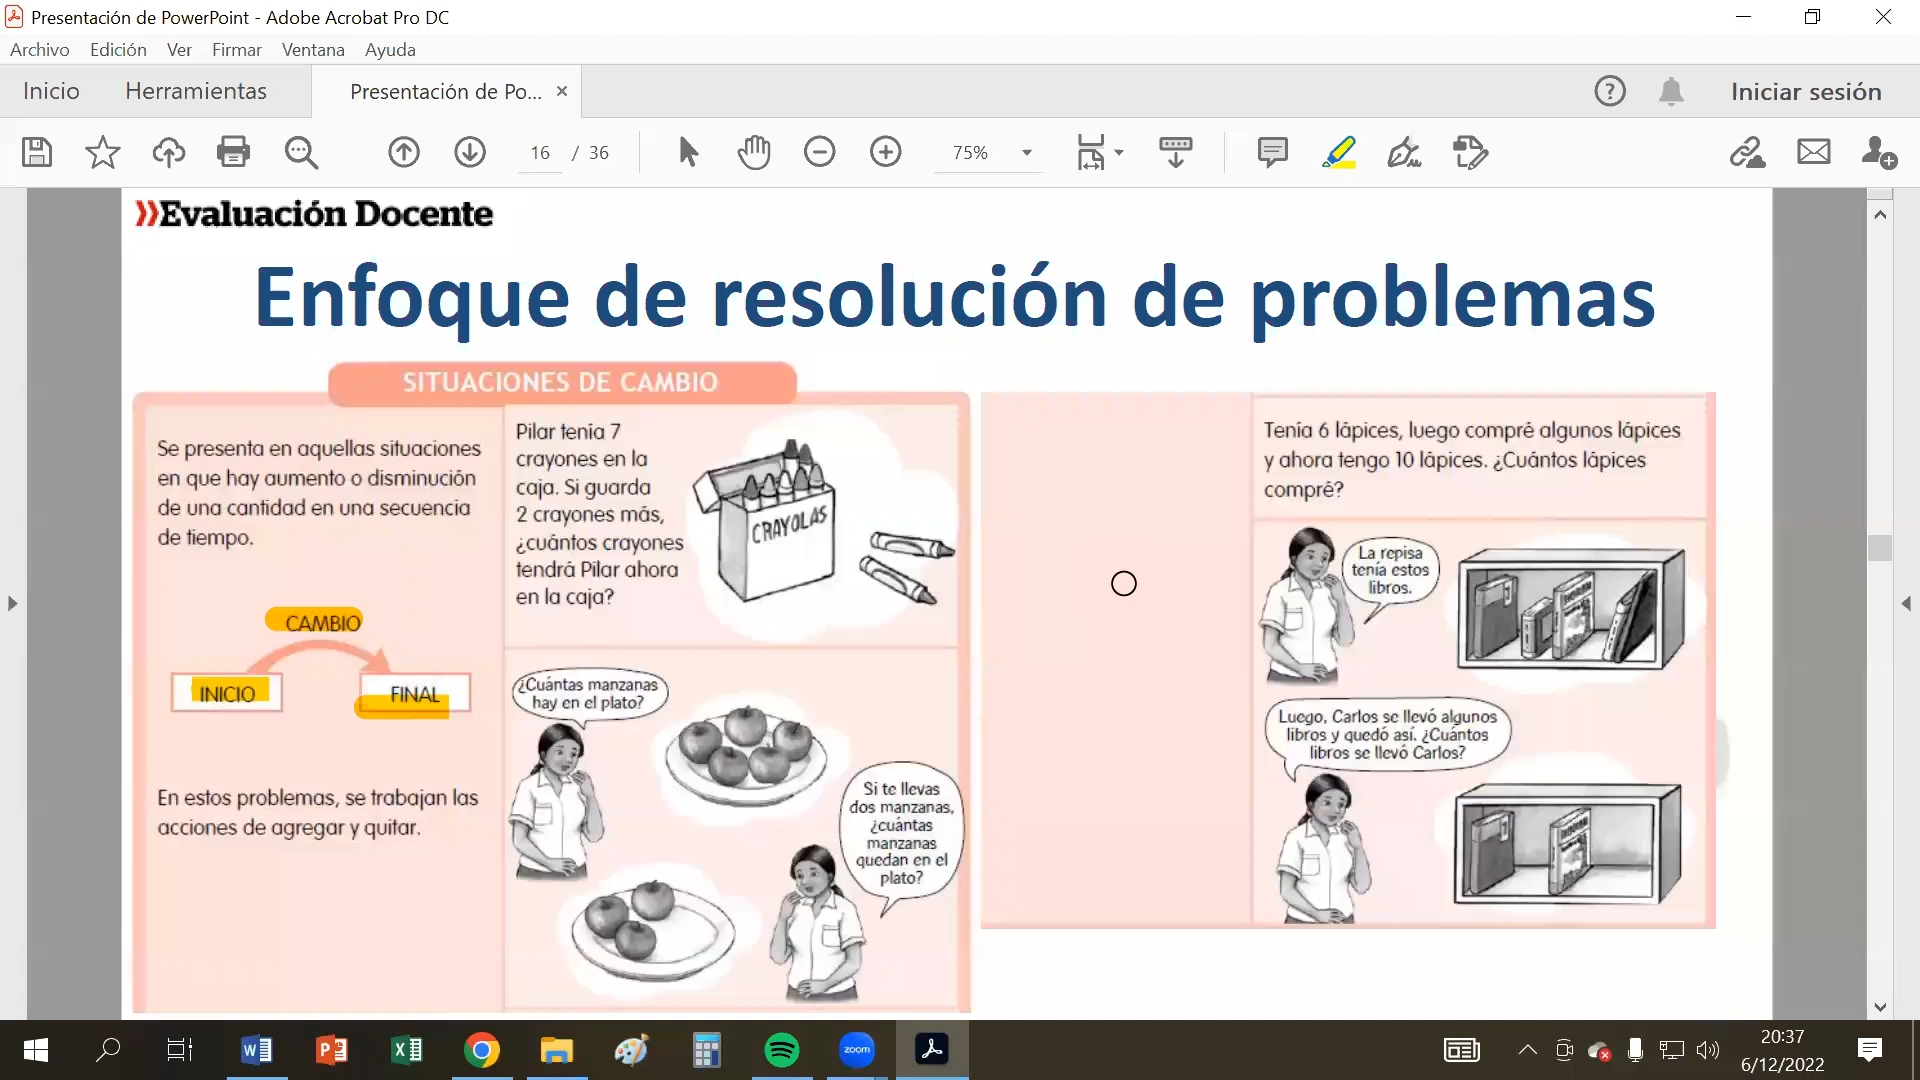 Presentación de PowerPoint - Adobe Acrobat Pro DC
Archivo Edición Ver Firmar Ventana Ayuda
Inicio Herramientas Presentación de Po... × Iniciar sesión
16 / 36 75%
Evaluación Docente
Enfoque de resolución de problemas
SITUACIONES DE CAMBIO
Se presenta en aquellas situaciones
en que hay aumento o disminución
de una cantidad en una secuencia
de tiempo.
CAMBIO
INICIO FINAL
En estos problemas, se trabajan las
acciones de agregar y quitar.
Pilar tenía 7
crayones en la
caja. Si guarda
2 crayones más,
¿cuántos crayones
tendrá Pilar ahora
en la caja?
CRAYOLAS
¿Cuántas manzanas
hay en el plato?
Si te llevas
dos manzanas,
¿cuántas
manzanas
quedan en el
plato?
Tenía 6 lápices, luego compré algunos lápices
y ahora tengo 10 lápices. ¿Cuántos lápices
compré?
La repisa
tenía estos
libros.
Luego, Carlos se llevó algunos
libros y quedó así. ¿Cuántos
libros se llevó Carlos?
zoom
20:37
6/12/2022